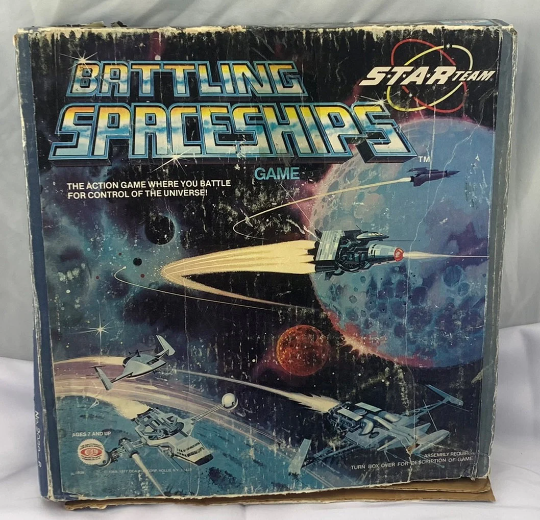 BATTLING
SPACESHIPS
TM
GAME
S·T·A·R TEAM
THE ACTION GAME WHERE YOU BATTLE
FOR CONTROL OF THE UNIVERSE!
AGES 7 AND UP
ASSEMBLY REQUIRED
TURN BOX OVER FOR DESCRIPTION OF GAME